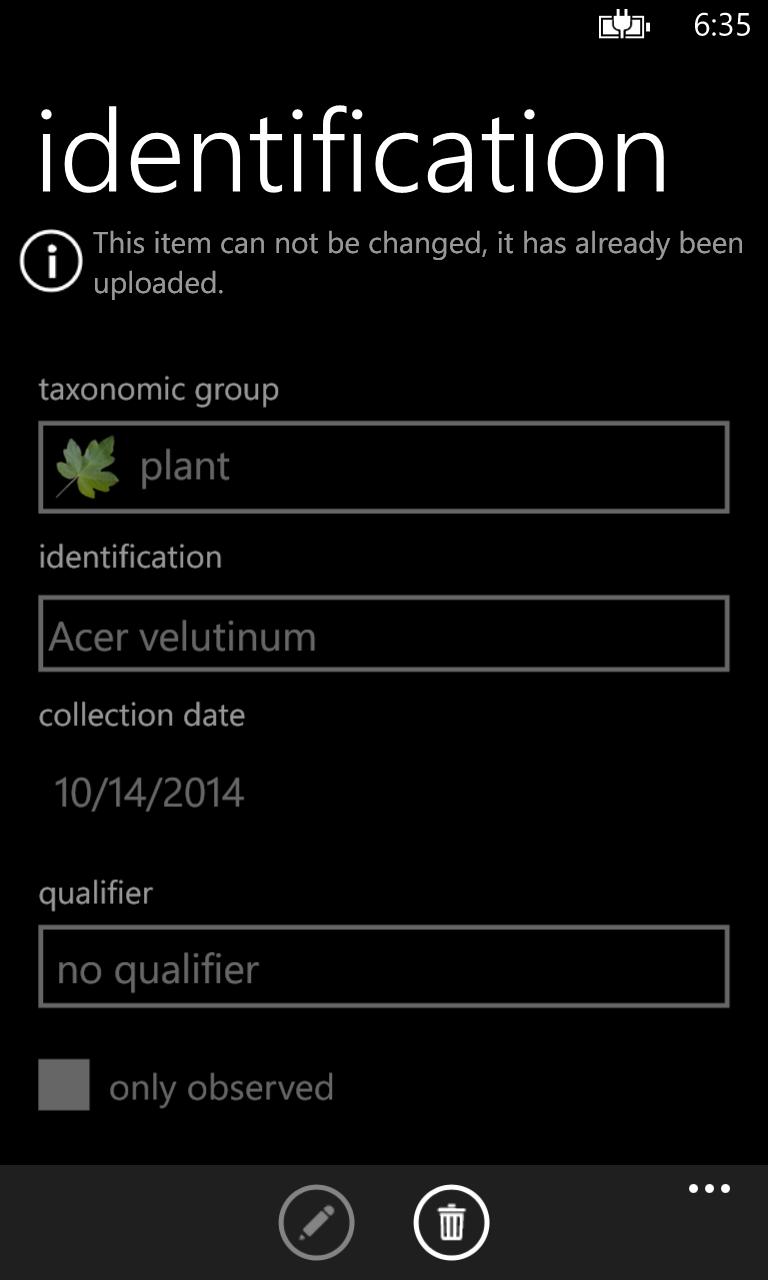 6:35
identification
This item can not be changed, it has already been
uploaded.
taxonomic group
plant
identification
Acer velutinum
collection date
10/14/2014
qualifier
no qualifier
only observed